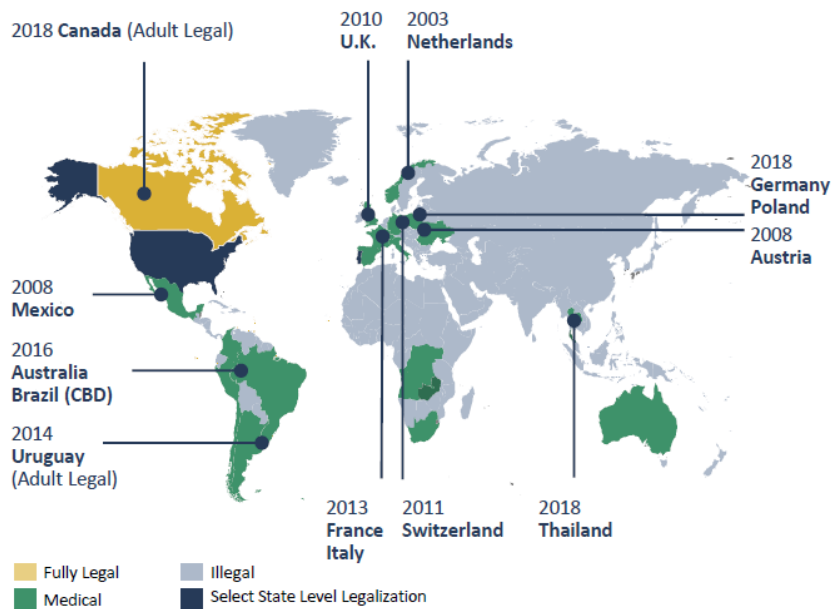 2018 Canada (Adult Legal)
2010
U.K.
2003
Netherlands
2018
Germany
Poland
2008
Austria
2008
Mexico
2016
Australia
Brazil (CBD)
2014
Uruguay
(Adult Legal)
2013
France
Italy
2011
Switzerland
2018
Thailand
Fully Legal
Illegal
Medical
Select State Level Legalization